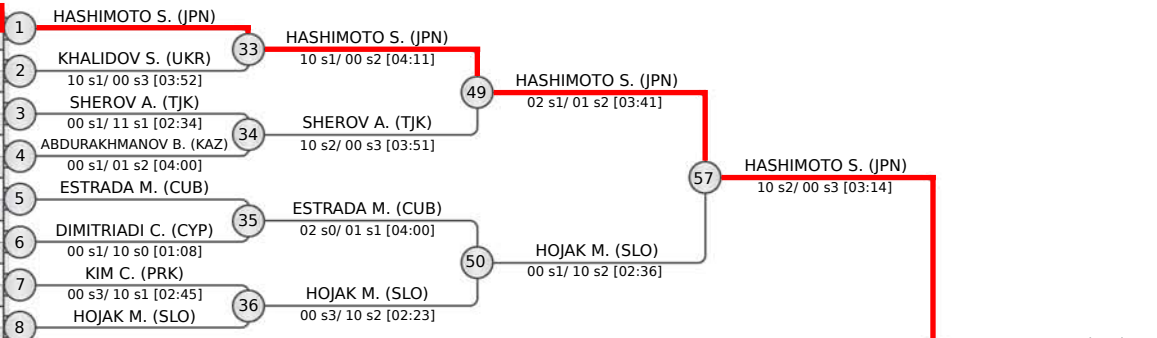 1
HASHIMOTO S. (JPN)
2
KHALIDOV S. (UKR)
10 s1/ 00 s3 [03:52]
3
SHEROV A. (TJK)
00 s1/ 11 s1 [02:34]
4
ABDURAKHMANOV B. (KAZ)
00 s1/ 01 s2 [04:00]
5
ESTRADA M. (CUB)
6
DIMITRIADI C. (CYP)
00 s1/ 10 s0 [01:08]
7
KIM C. (PRK)
00 s3/ 10 s1 [02:45]
8
HOJAK M. (SLO)
33
HASHIMOTO S. (JPN)
10 s1/ 00 s2 [04:11]
34
SHEROV A. (TJK)
10 s2/ 00 s3 [03:51]
35
ESTRADA M. (CUB)
02 s0/ 01 s1 [04:00]
36
HOJAK M. (SLO)
00 s3/ 10 s2 [02:23]
49
HASHIMOTO S. (JPN)
02 s1/ 01 s2 [03:41]
50
HOJAK M. (SLO)
00 s1/ 10 s2 [02:36]
57
HASHIMOTO S. (JPN)
10 s2/ 00 s3 [03:14]